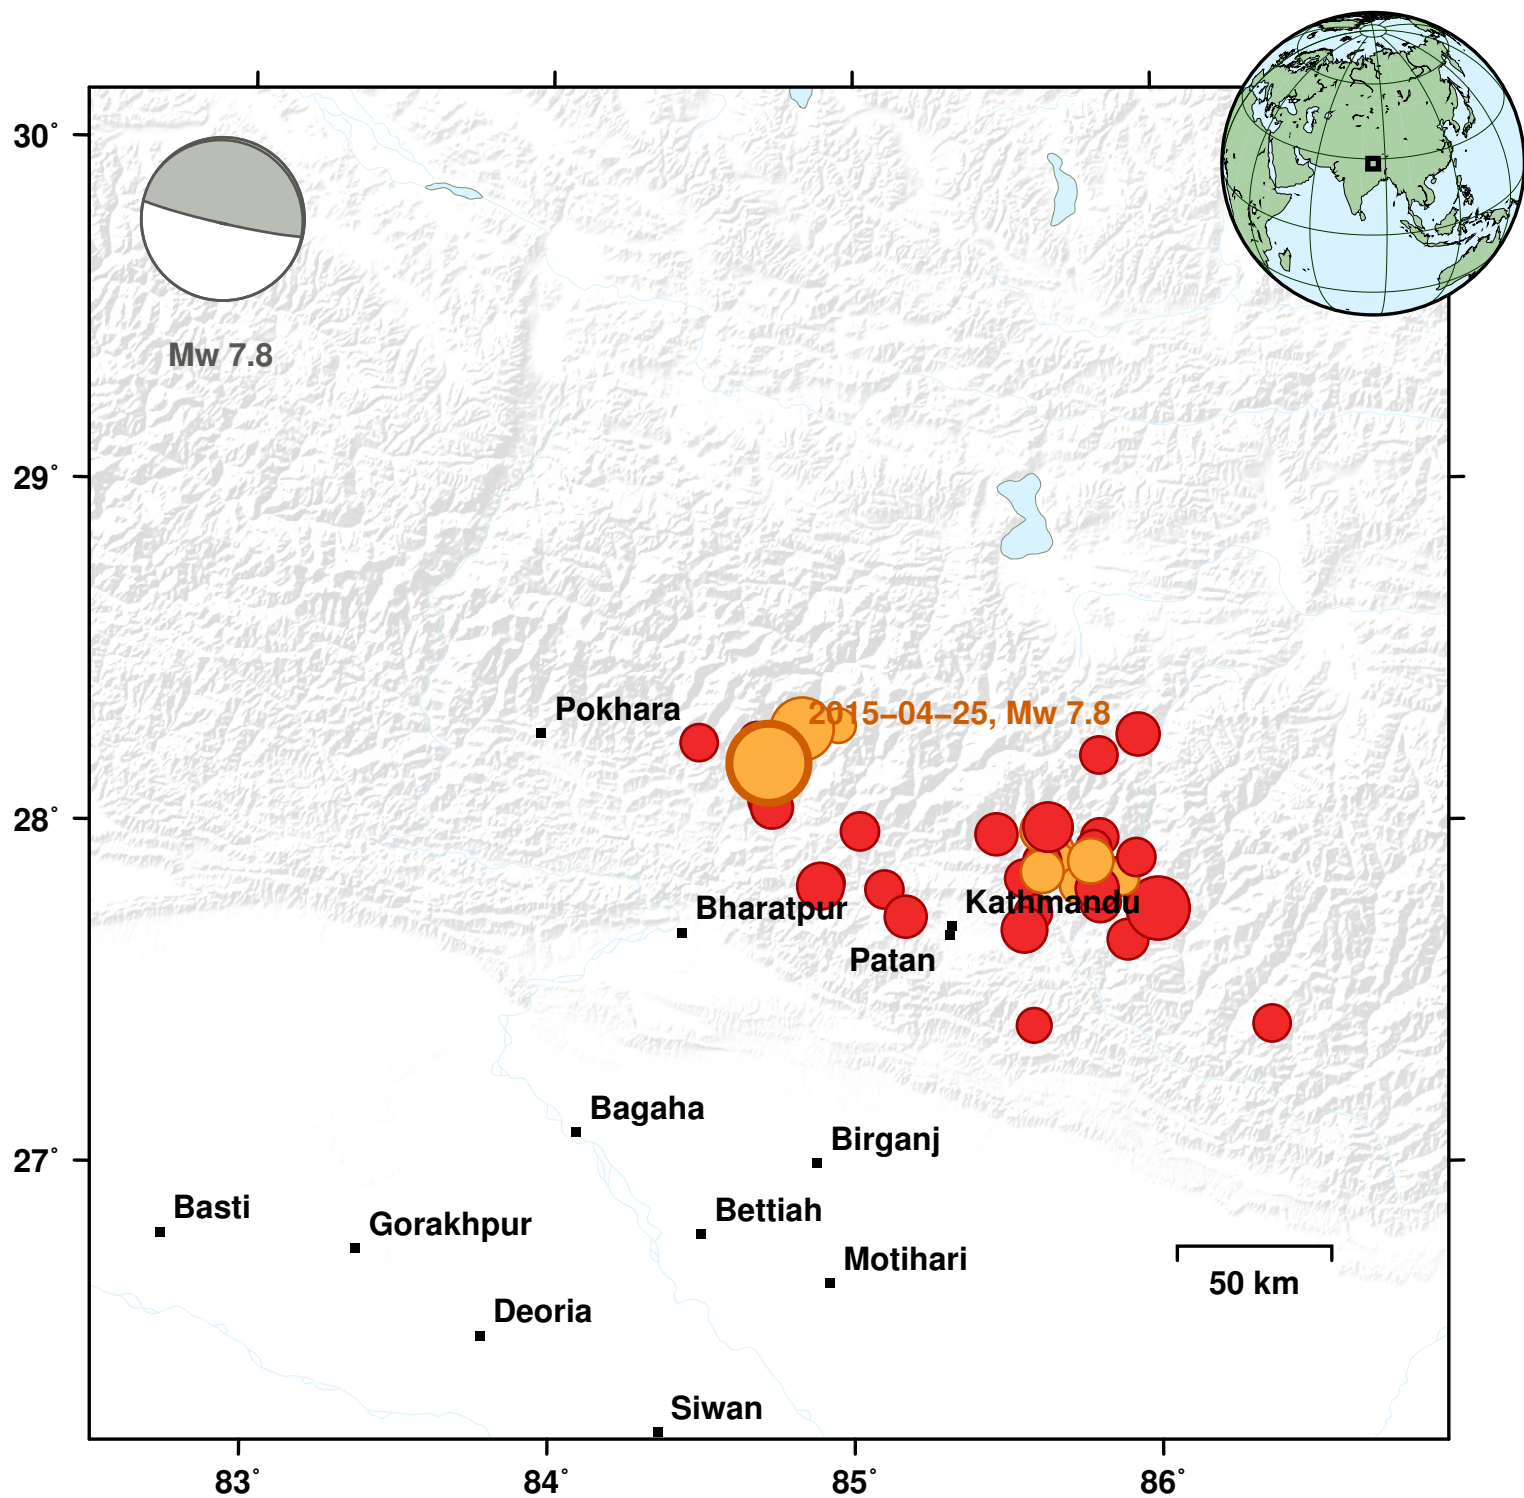 30°
Mw 7.8
29°
Pokhara
2015–04–25, Mw 7.8
28°
Bharatpur
Kathmandu
Patan
Bagaha
Birganj
27°
Basti
Gorakhpur
Bettiah
Motihari
50 km
Deoria
Siwan
83°
84°
85°
86°